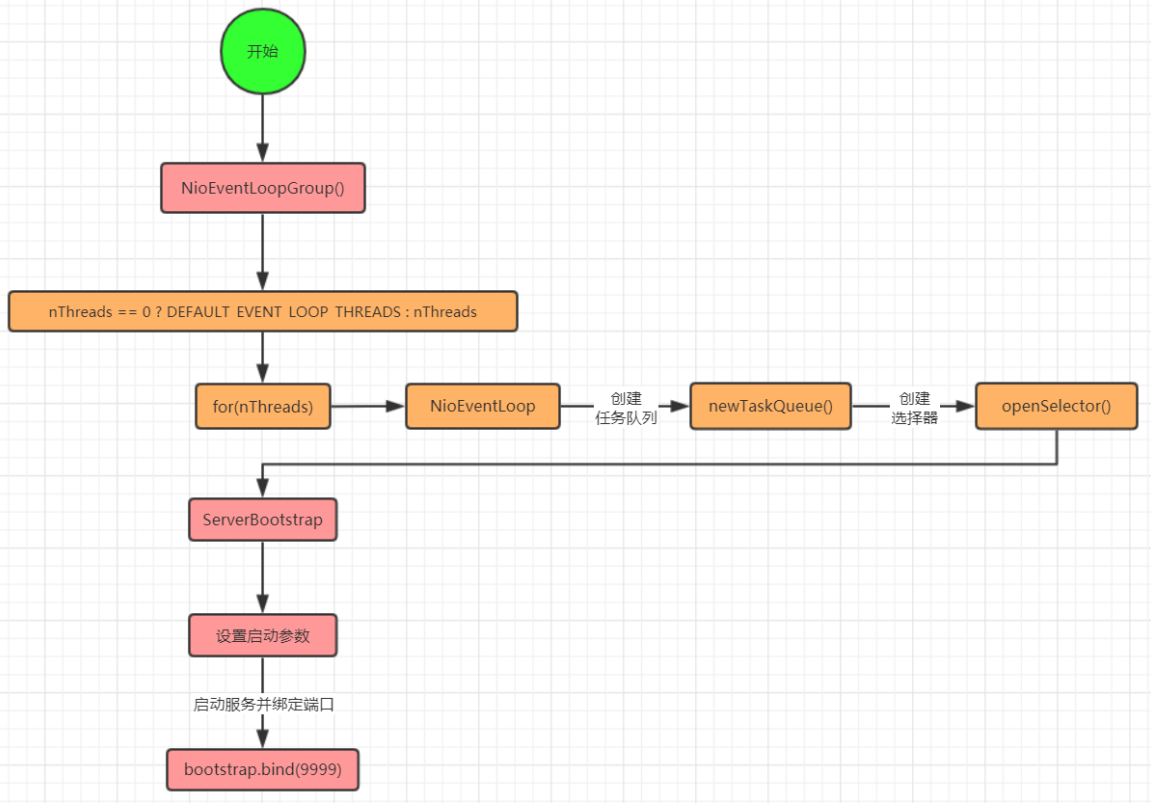 开始
NioEventLoopGroup()
nThreads == 0 ? DEFAULT_EVENT_LOOP_THREADS : nThreads
for(nThreads)
NioEventLoop
创建
任务队列
newTaskQueue()
创建
选择器
openSelector()
ServerBootstrap
设置启动参数
启动服务并绑定端口
bootstrap.bind(9999)